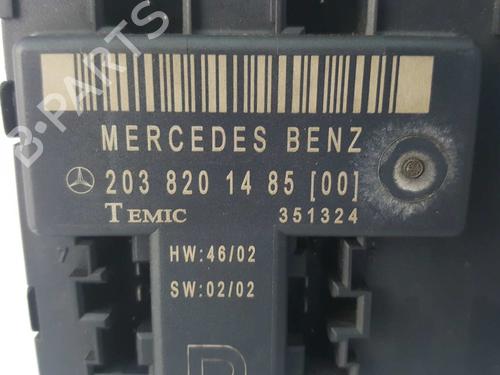 B-PARTS
MERCEDES BENZ
203 820 14 85 [00]
TEMIC 351324
HW:46/02
SW:02/02